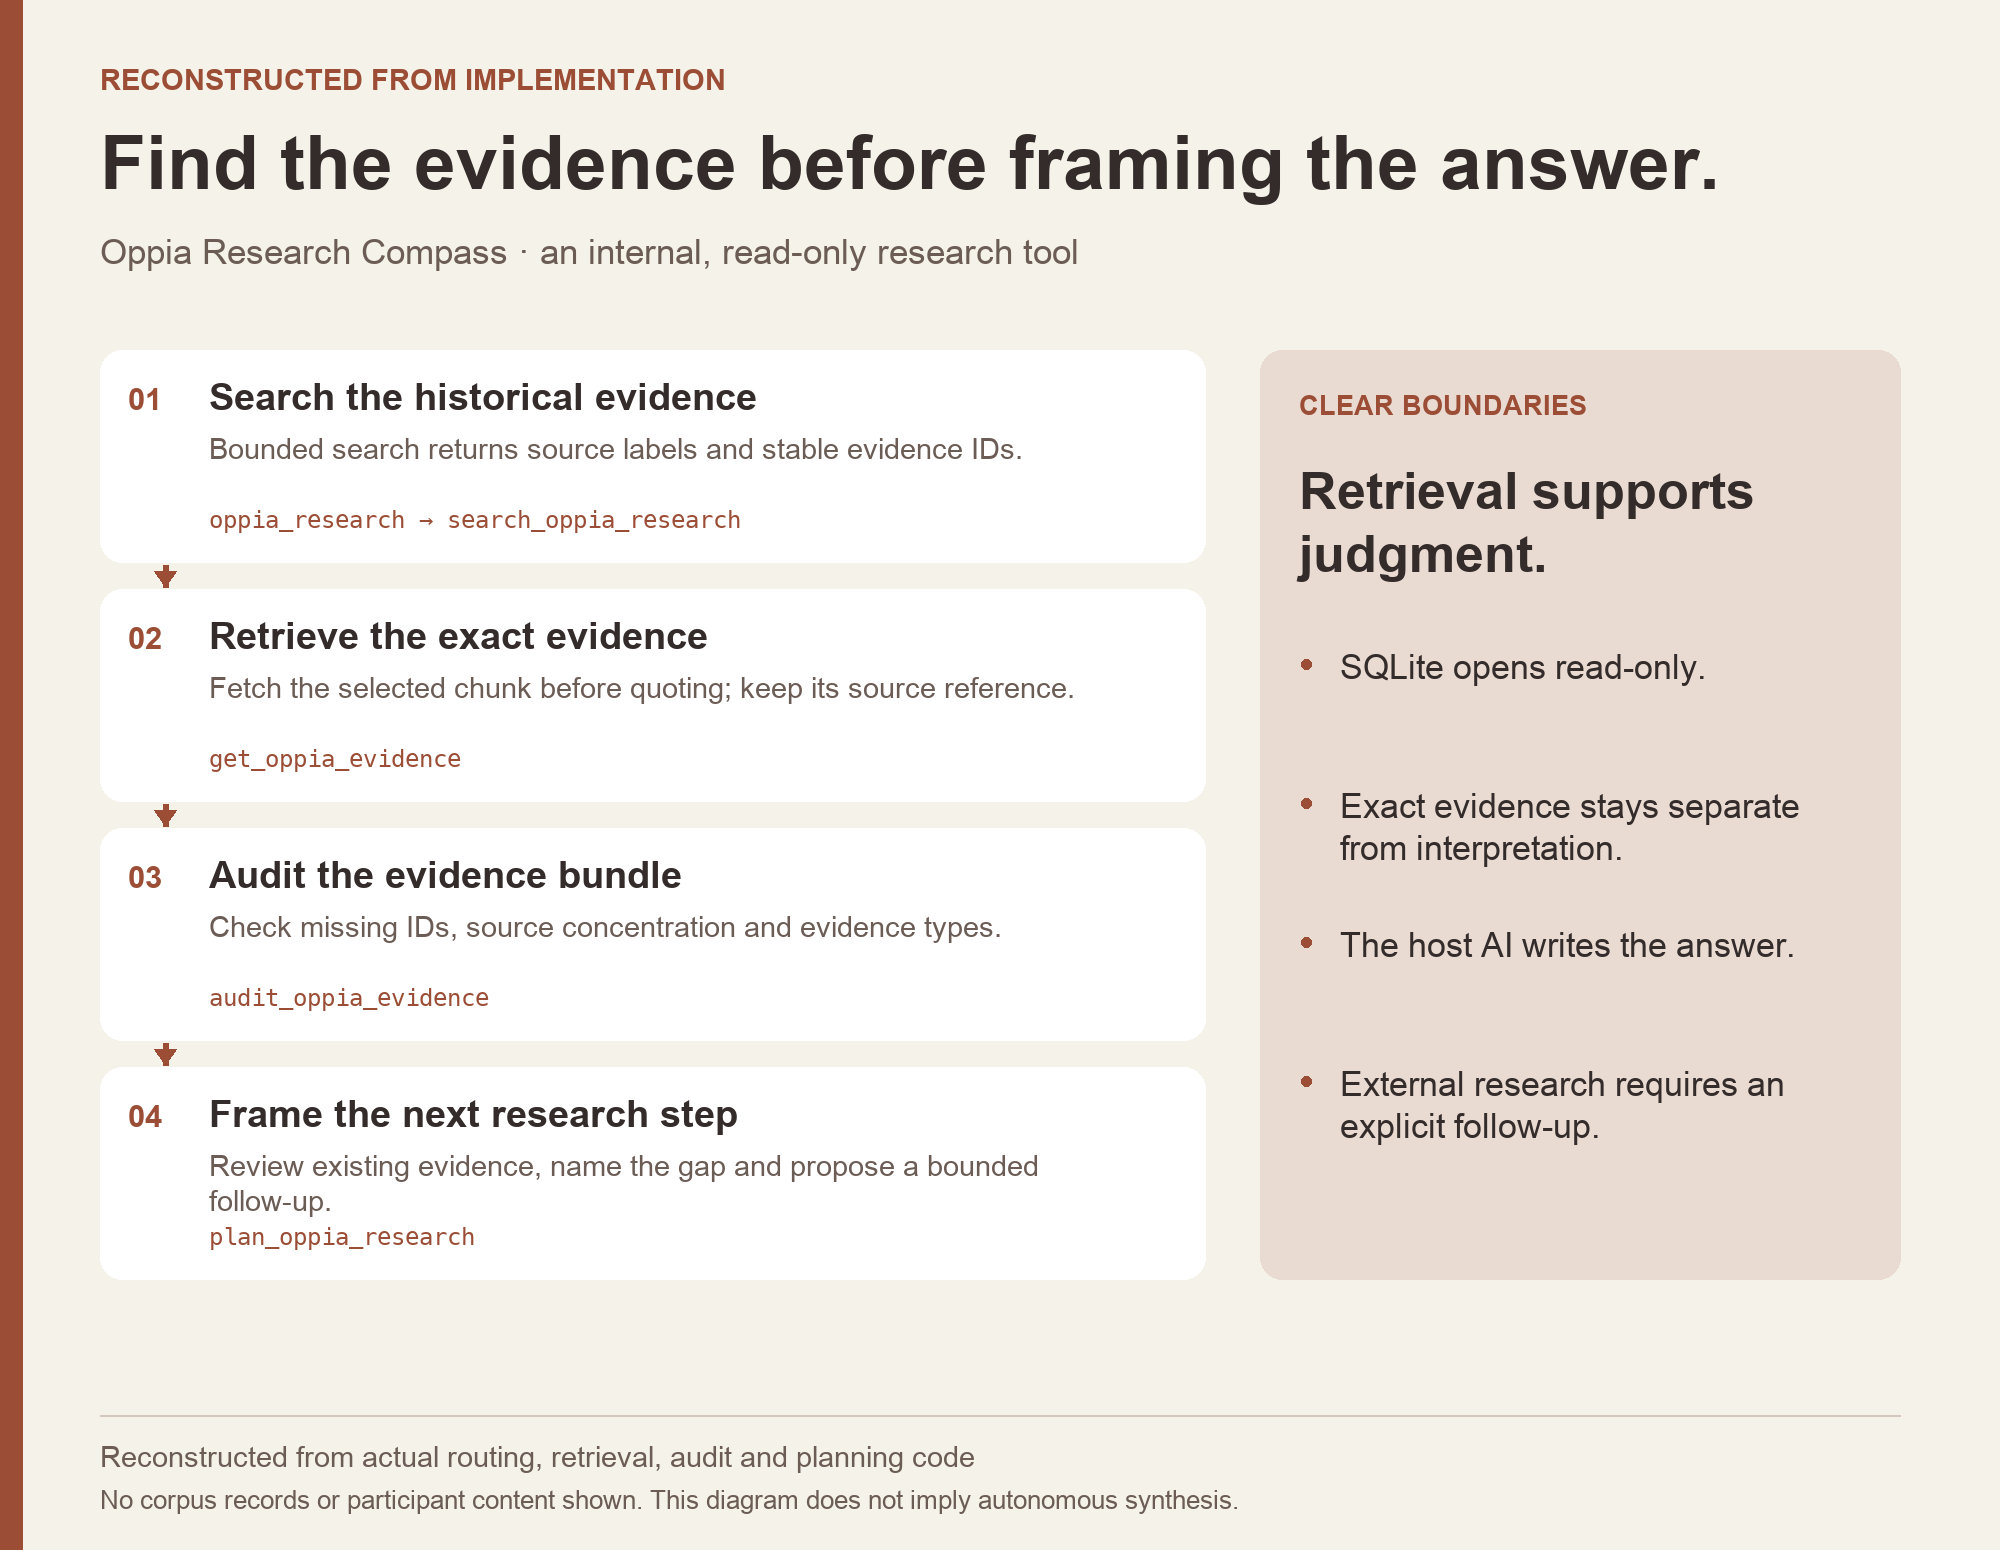 RECONSTRUCTED FROM IMPLEMENTATION
Find the evidence before framing the answer.
Oppia Research Compass · an internal, read-only research tool
01
Search the historical evidence
Bounded search returns source labels and stable evidence IDs.
oppia_research → search_oppia_research
02
Retrieve the exact evidence
Fetch the selected chunk before quoting; keep its source reference.
get_oppia_evidence
03
Audit the evidence bundle
Check missing IDs, source concentration and evidence types.
audit_oppia_evidence
04
Frame the next research step
Review existing evidence, name the gap and propose a bounded
follow-up.
plan_oppia_research
CLEAR BOUNDARIES
Retrieval supports
judgment.
• SQLite opens read-only.
• Exact evidence stays separate
from interpretation.
• The host AI writes the answer.
• External research requires an
explicit follow-up.
Reconstructed from actual routing, retrieval, audit and planning code
No corpus records or participant content shown. This diagram does not imply autonomous synthesis.